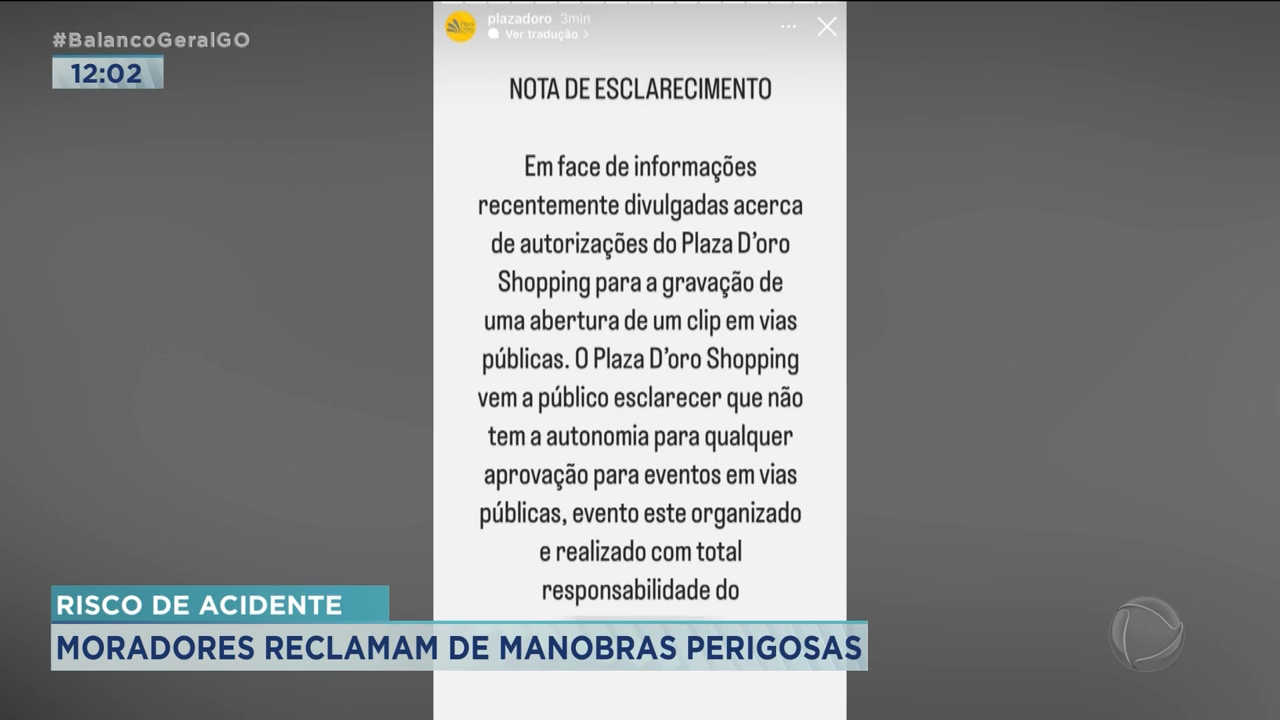 #BalancoGeralGO
12:02
plazadoro 3min
Ver tradução >
NOTA DE ESCLARECIMENTO
Em face de informações
recentemente divulgadas acerca
de autorizações do Plaza D'oro
Shopping para a gravação de
uma abertura de um clip em vias
públicas. O Plaza D'oro Shopping
vem a público esclarecer que não
tem a autonomia para qualquer
aprovação para eventos em vias
públicas, evento este organizado
e realizado com total
responsabilidade do
RISCO DE ACIDENTE
MORADORES RECLAMAM DE MANOBRAS PERIGOSAS